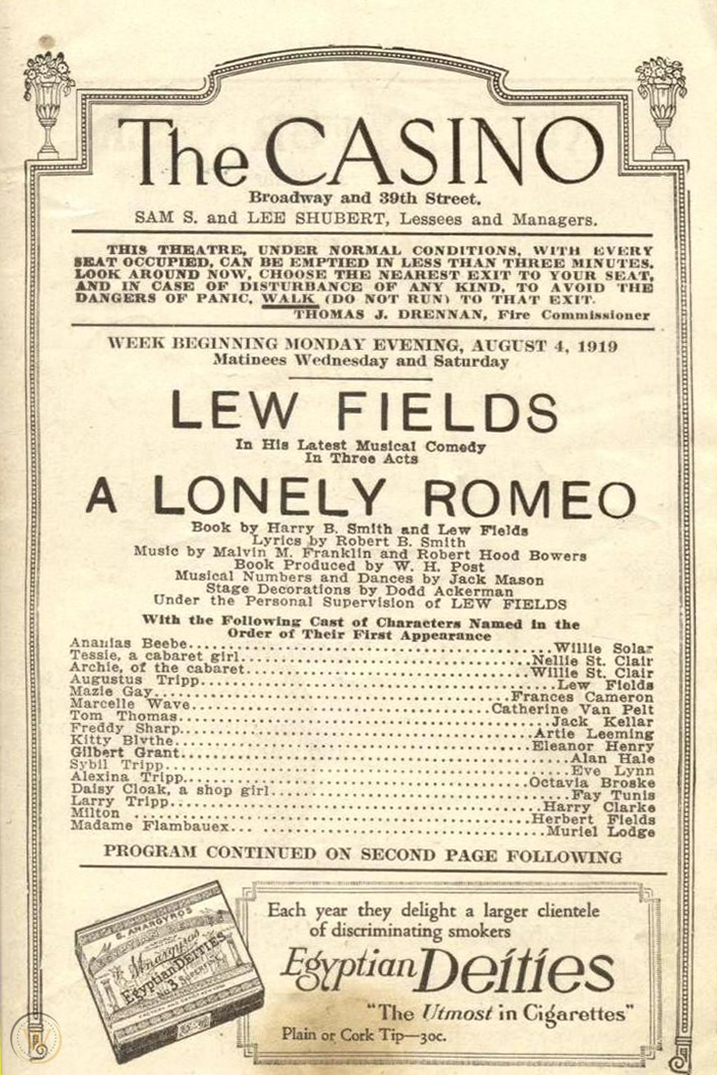 The CASINO
Broadway and 39th Street.
SAM S. and LEE SHUBERT, Lessees and Managers.
THIS THEATRE, UNDER NORMAL CONDITIONS, WITH EVERY
SEAT OCCUPIED, CAN BE EMPTIED IN LESS THAN THREE MINUTES.
LOOK AROUND NOW, CHOOSE THE NEAREST EXIT TO YOUR SEAT,
AND IN CASE OF DISTURBANCE OF ANY KIND, TO AVOID THE
DANGERS OF PANIC, WALK (DO NOT RUN) TO THAT EXIT.
THOMAS J. DRENNAN, Fire Commissioner
WEEK BEGINNING MONDAY EVENING, AUGUST 4, 1919
Matinees Wednesday and Saturday
LEW FIELDS
In His Latest Musical Comedy
In Three Acts
A LONELY ROMEO
Book by Harry B. Smith and Lew Fields
Lyrics by Robert B. Smith
Music by Malvin M. Franklin and Robert Hood Bowers
Book Produced by W. H. Post
Musical Numbers and Dances by Jack Mason
Stage Decorations by Dodd Ackerman
Under the Personal Supervision of LEW FIELDS
With the Following Cast of Characters Named in the
Order of Their First Appearance
Ananias Beebe....Willie Solar
Tessie, a cabaret girl....Nellie St. Clair
Archie, of the cabaret....Willie St. Clair
Augustus Tripp....Lew Fields
Mazie Gay....Frances Cameron
Marcelle Wave....Catherine Van Pelt
Tom Thomas....Jack Kellar
Freddy Sharp....Artie Leeming
Kitty Blythe....Eleanor Henry
Gilbert Grant....Alan Hale
Sybil Tripp....Eve Lynn
Alexina Tripp....Octavia Broske
Daisy Cloak, a shop girl....Fay Tunis
Larry Tripp....Harry Clarke
Milton ....Herbert Fields
Madame Flambauex....Muriel Lodge
PROGRAM CONTINUED ON SECOND PAGE FOLLOWING
S. ANARGYROS
S. Anargyros
Egyptian DEITIES
No. 3 SUPERFINE
Each year they delight a larger clientele
of discriminating smokers
Egyptian Deities
"The Utmost in Cigarettes"
Plain or Cork Tip—30c.